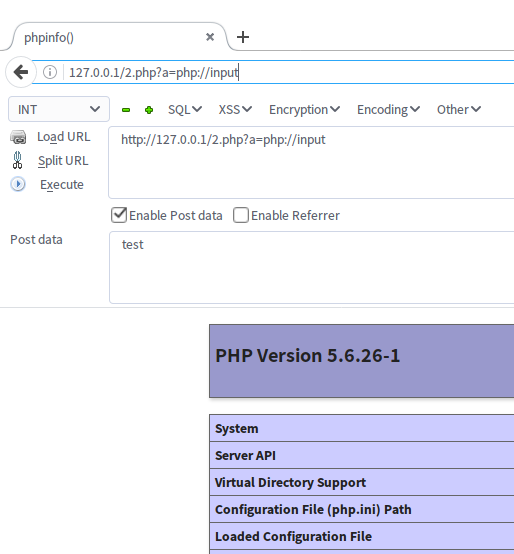 phpinfo()
127.0.0.1/2.php?a=php://input
INT SQL XSS Encryption Encoding Other
Load URL http://127.0.0.1/2.php?a=php://input
Split URL
Execute
Enable Post data Enable Referrer
Post data test
PHP Version 5.6.26-1
System
Server API
Virtual Directory Support
Configuration File (php.ini) Path
Loaded Configuration File